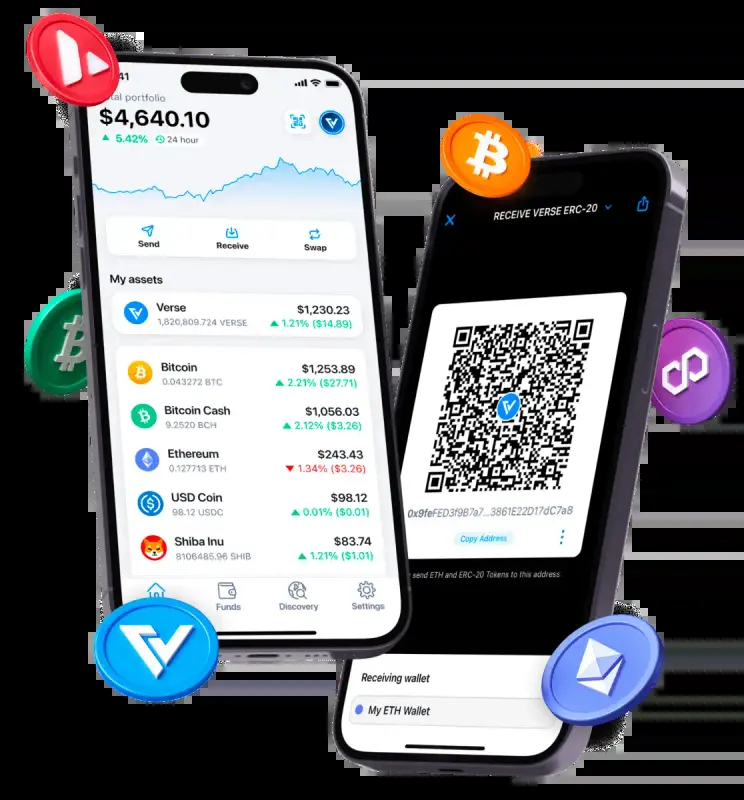 41
tal portfolio
$4,640.10
5.42% 24 hour
Send Receive Swap
My assets
Verse $1,230.23
1,820,809.724 VERSE 1.21% ($14.89)
Bitcoin $1,253.89
0.043272 BTC 2.21% ($27.71)
Bitcoin Cash $1,056.03
9.2520 BCH 2.12% ($3.26)
Ethereum $243.43
0.127713 ETH 1.34% ($3.26)
USD Coin $98.12
98.12 USDC 0.01% ($0.01)
Shiba Inu $83.74
8106485.96 SHIB 1.21% ($1.01)
Funds Discovery Settings
RECEIVE VERSE ERC-20
0x9feFED3f9B7a7...3861E22D17dC7a8
Copy Address
send ETH and ERC-20 Tokens to this address
Receiving wallet
My ETH Wallet